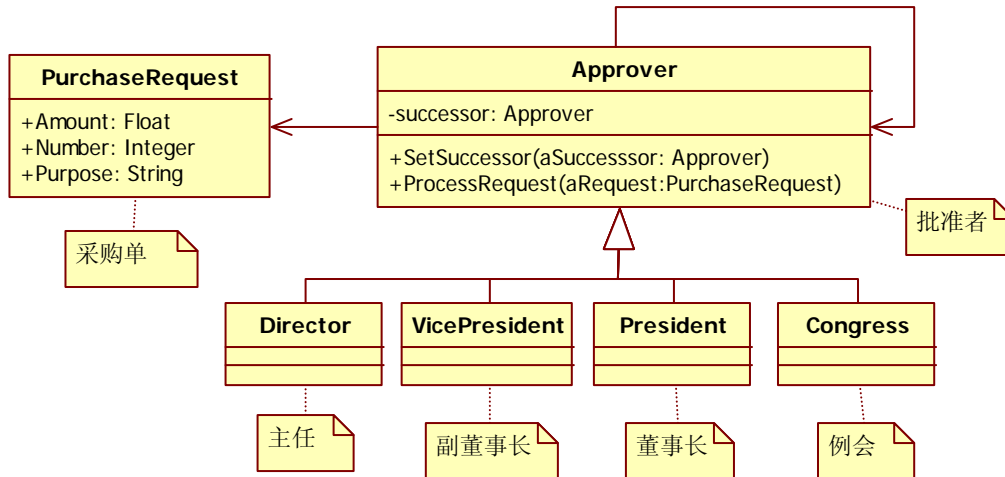 PurchaseRequest
+Amount: Float
+Number: Integer
+Purpose: String
采购单
Approver
-successor: Approver
+SetSuccessor(aSuccesssor: Approver)
+ProcessRequest(aRequest:PurchaseRequest)
批准者
Director
VicePresident
President
Congress
主任
副董事长
董事长
例会